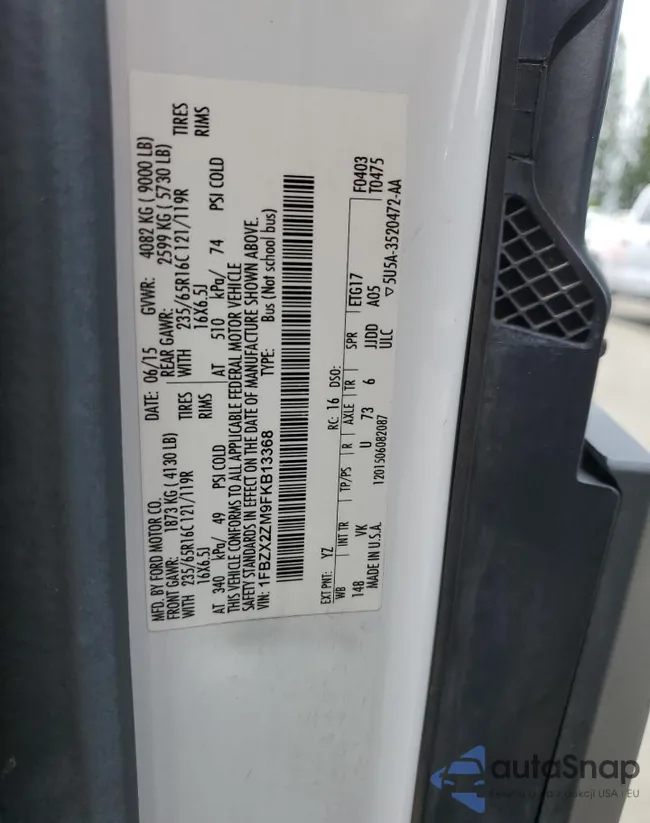 MFD. BY FORD MOTOR CO. DATE: 06/15 GVWR: 4082 KG ( 9000 LB)
FRONT GAWR: 1873 KG ( 4130 LB) REAR GAWR: 2599 KG ( 5730 LB)
WITH 235/65R16C 121/119R TIRES WITH 235/65R16C 121/119R TIRES
16X6.5J RIMS 16X6.5J RIMS
AT 340 kPa/ 49 PSI COLD AT 510 kPa/ 74 PSI COLD
THIS VEHICLE CONFORMS TO ALL APPLICABLE FEDERAL MOTOR VEHICLE
SAFETY STANDARDS IN EFFECT ON THE DATE OF MANUFACTURE SHOWN ABOVE.
VIN: 1FBZX2ZM9FKB13368 TYPE: Bus (Not school bus)
EXT PNT: YZ RC: 16 DSO: F0403
WB INT TR TP/PS R AXLE TR SPR ETG17 T0475
148 VK U 73 6 JJDD A05
MADE IN U.S.A. 1201506082087 ULC ▽5U5A-3520472-AA
autoSnap
USA i EU